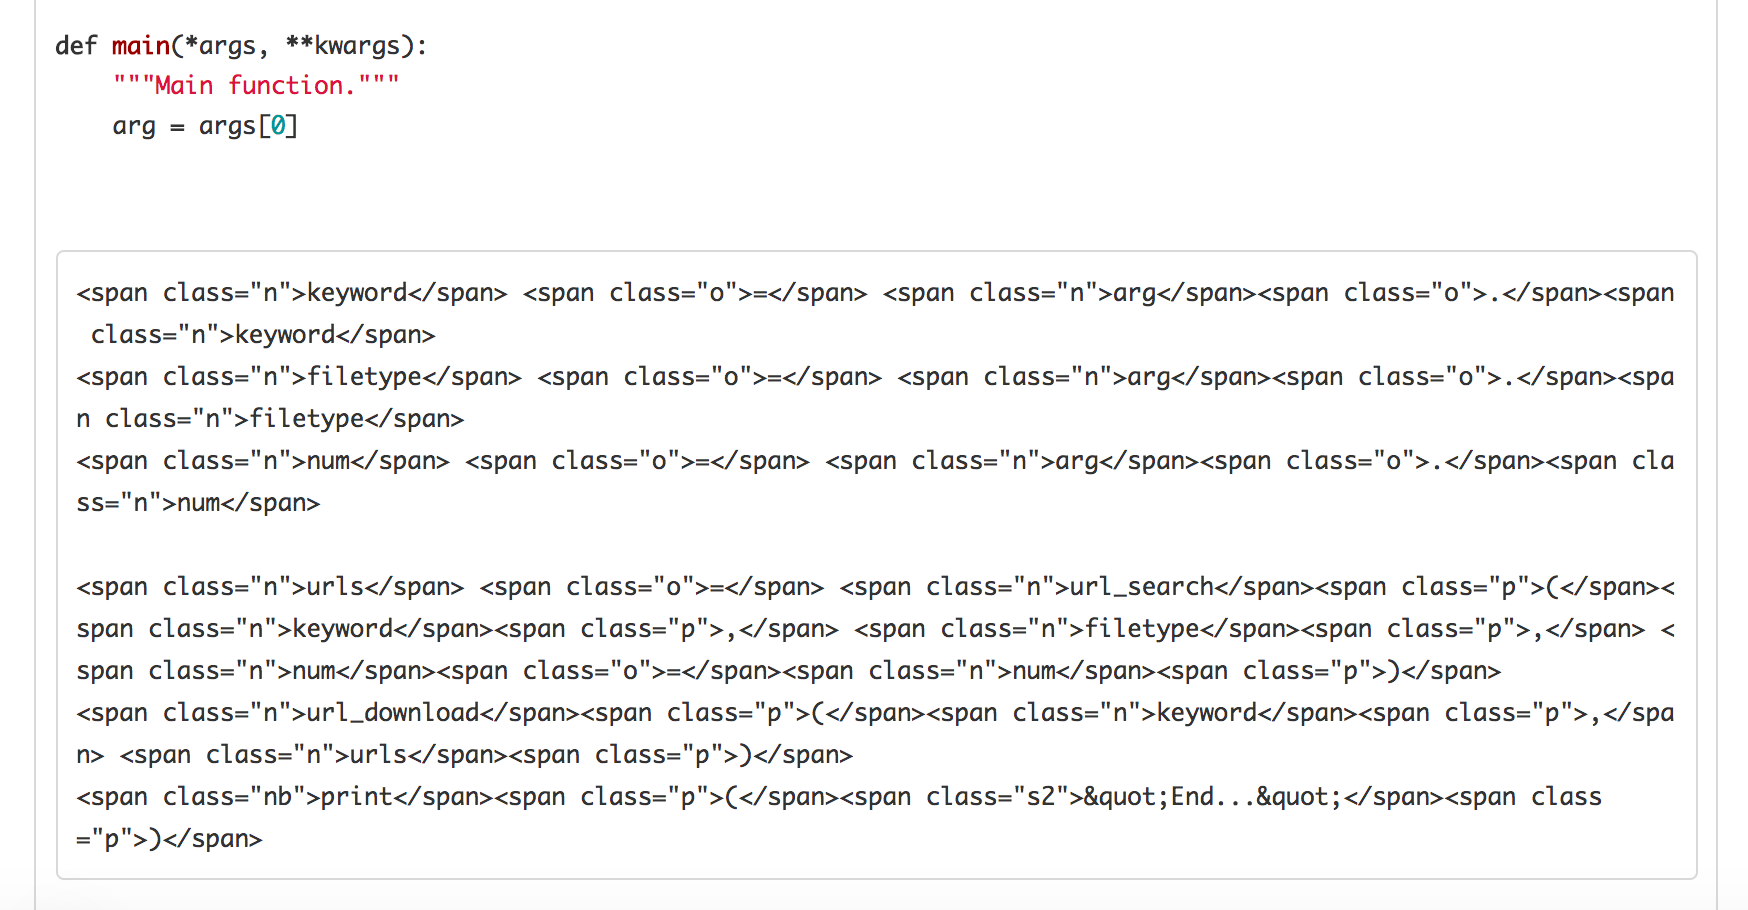 def main(*args, **kwargs):
    """Main function."""
    arg = args[0]
<span class="n">keyword</span> <span class="o">=</span> <span class="n">arg</span><span class="o">.</span><span
 class="n">keyword</span>
<span class="n">filetype</span> <span class="o">=</span> <span class="n">arg</span><span class="o">.</span><spa
n class="n">filetype</span>
<span class="n">num</span> <span class="o">=</span> <span class="n">arg</span><span class="o">.</span><span cla
ss="n">num</span>
<span class="n">urls</span> <span class="o">=</span> <span class="n">url_search</span><span class="p">(</span><
span class="n">keyword</span><span class="p">,</span> <span class="n">filetype</span><span class="p">,</span> <
span class="n">num</span><span class="o">=</span><span class="n">num</span><span class="p">)</span>
<span class="n">url_download</span><span class="p">(</span><span class="n">keyword</span><span class="p">,</spa
n> <span class="n">urls</span><span class="p">)</span>
<span class="nb">print</span><span class="p">(</span><span class="s2">&quot;End...&quot;</span><span class
="p">)</span>